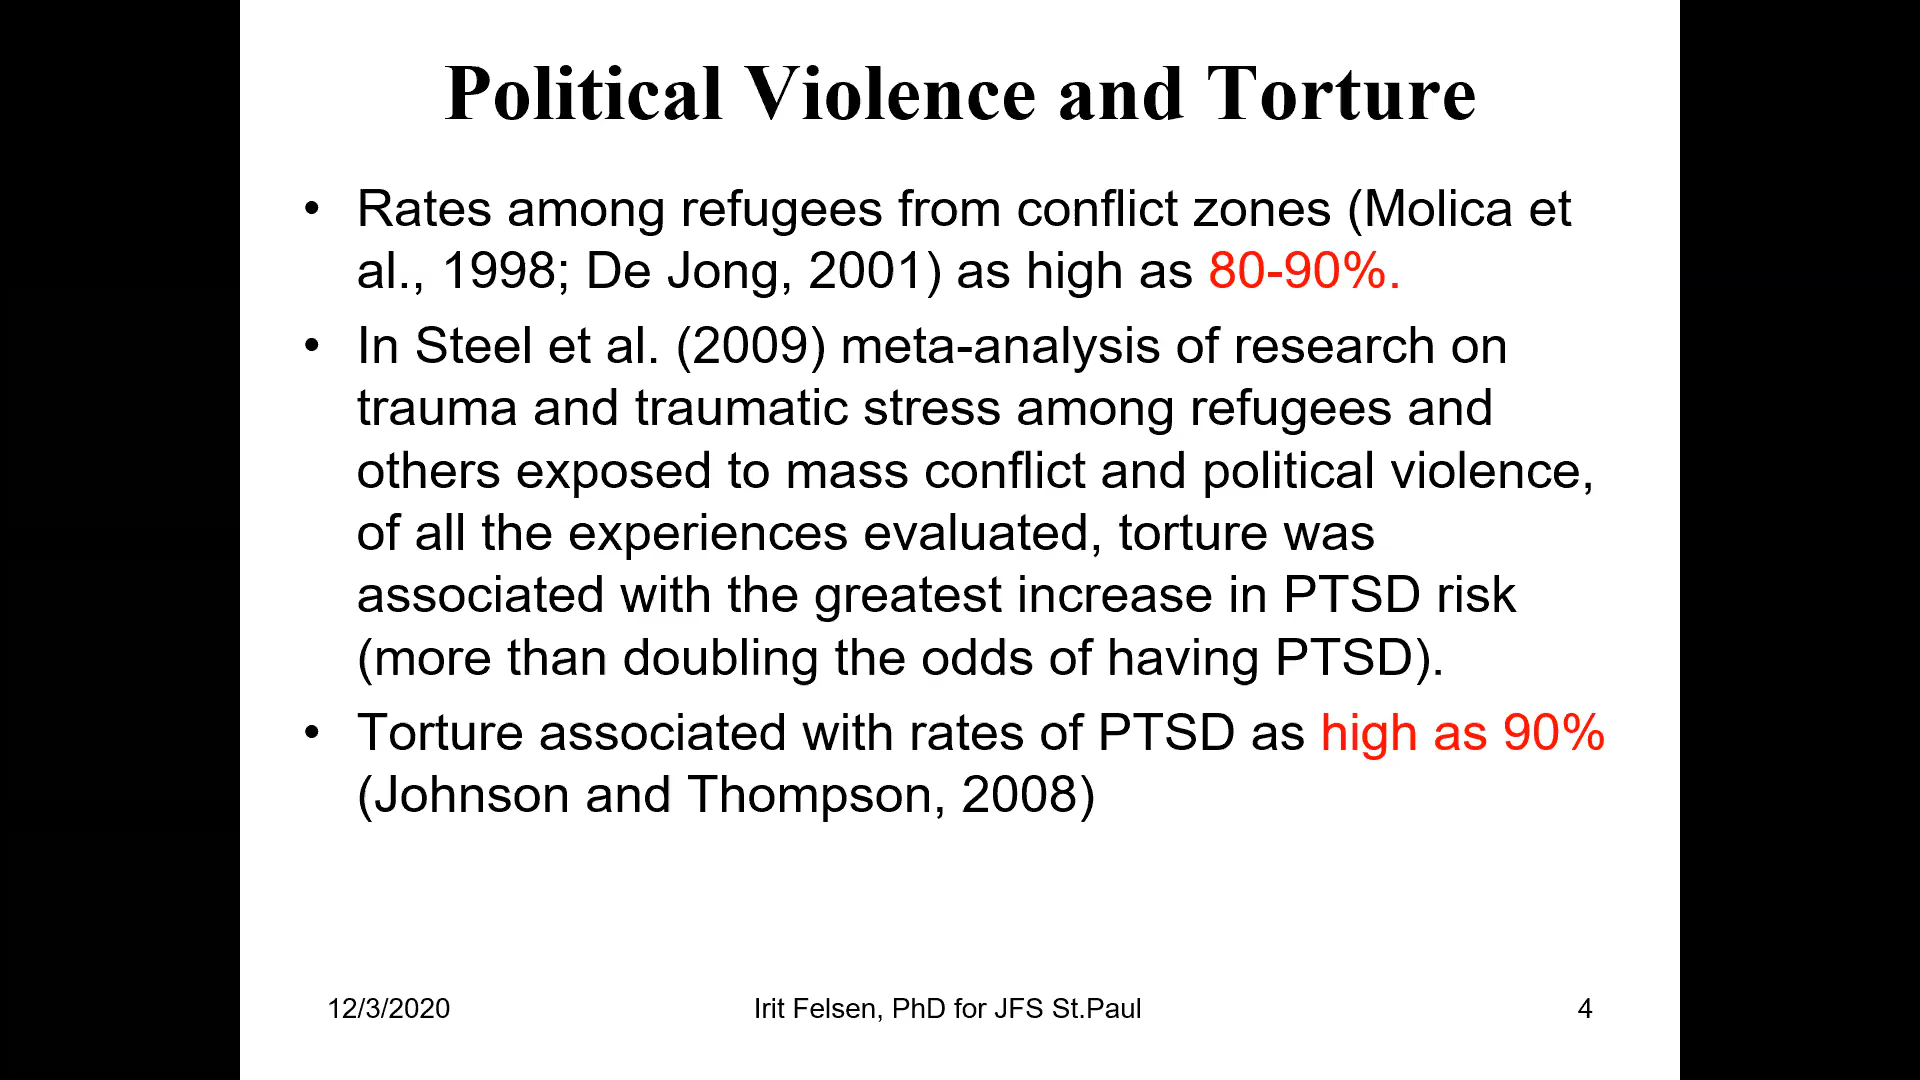 Political Violence and Torture
• Rates among refugees from conflict zones (Molica et
al., 1998; De Jong, 2001) as high as 80-90%.
• In Steel et al. (2009) meta-analysis of research on
trauma and traumatic stress among refugees and
others exposed to mass conflict and political violence,
of all the experiences evaluated, torture was
associated with the greatest increase in PTSD risk
(more than doubling the odds of having PTSD).
• Torture associated with rates of PTSD as high as 90%
(Johnson and Thompson, 2008)
12/3/2020 Irit Felsen, PhD for JFS St.Paul 4